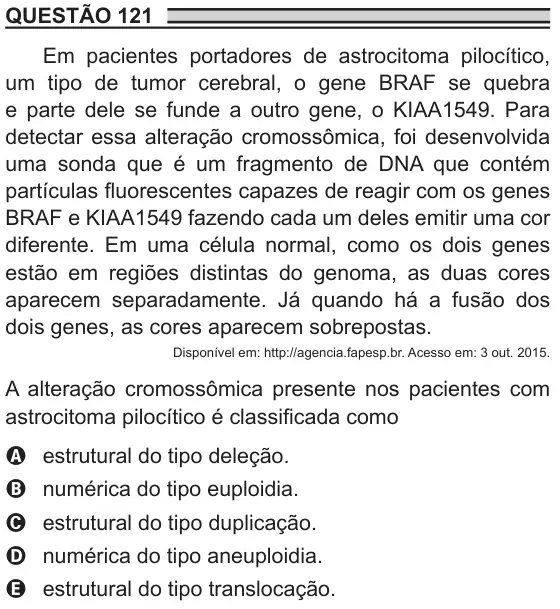 QUESTÃO 121
Em pacientes portadores de astrocitoma pilocítico,
um tipo de tumor cerebral, o gene BRAF se quebra
e parte dele se funde a outro gene, o KIAA1549. Para
detectar essa alteração cromossômica, foi desenvolvida
uma sonda que é um fragmento de DNA que contém
partículas fluorescentes capazes de reagir com os genes
BRAF e KIAA1549 fazendo cada um deles emitir uma cor
diferente. Em uma célula normal, como os dois genes
estão em regiões distintas do genoma, as duas cores
aparecem separadamente. Já quando há a fusão dos
dois genes, as cores aparecem sobrepostas.
Disponível em: http://agencia.fapesp.br. Acesso em: 3 out. 2015.
A alteração cromossômica presente nos pacientes com
astrocitoma pilocítico é classificada como
A estrutural do tipo deleção.
B numérica do tipo euploidia.
C estrutural do tipo duplicação.
D numérica do tipo aneuploidia.
E estrutural do tipo translocação.